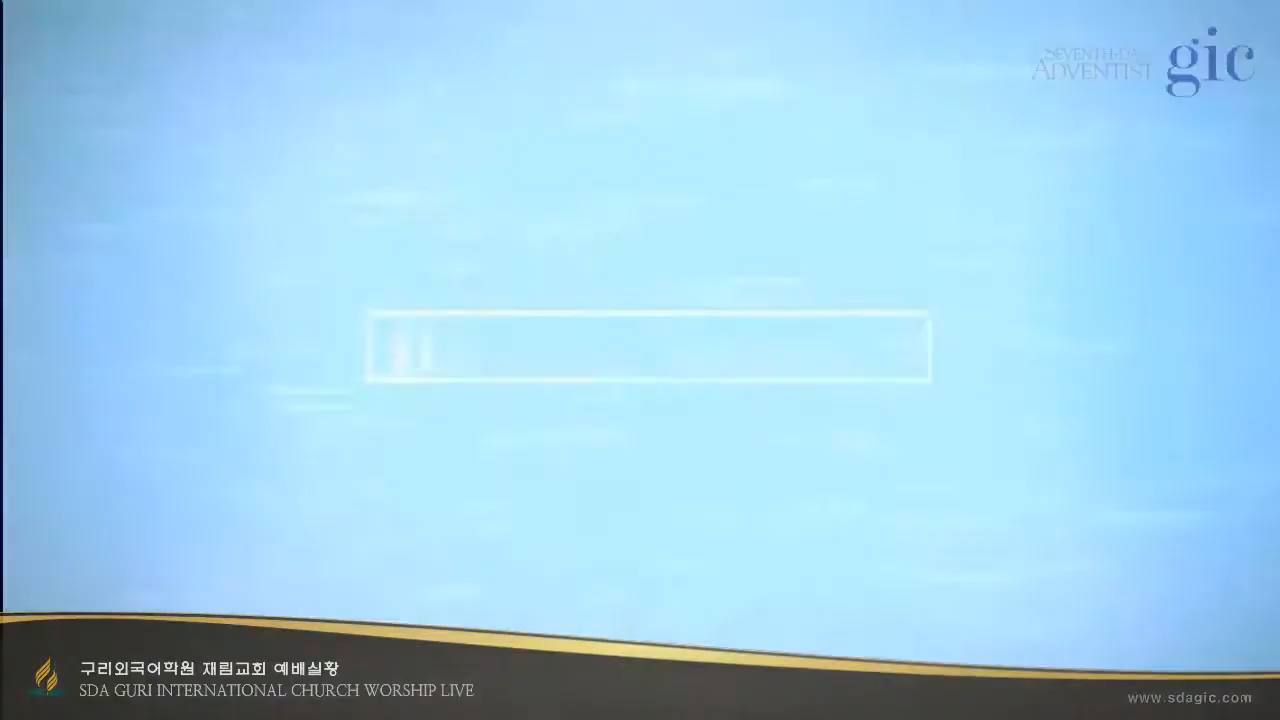 SEVENTH-DAY
ADVENTIST
gic
구리외국어학원 재림교회 예배실황
SDA GURI INTERNATIONAL CHURCH WORSHIP LIVE
www.sdagic.com